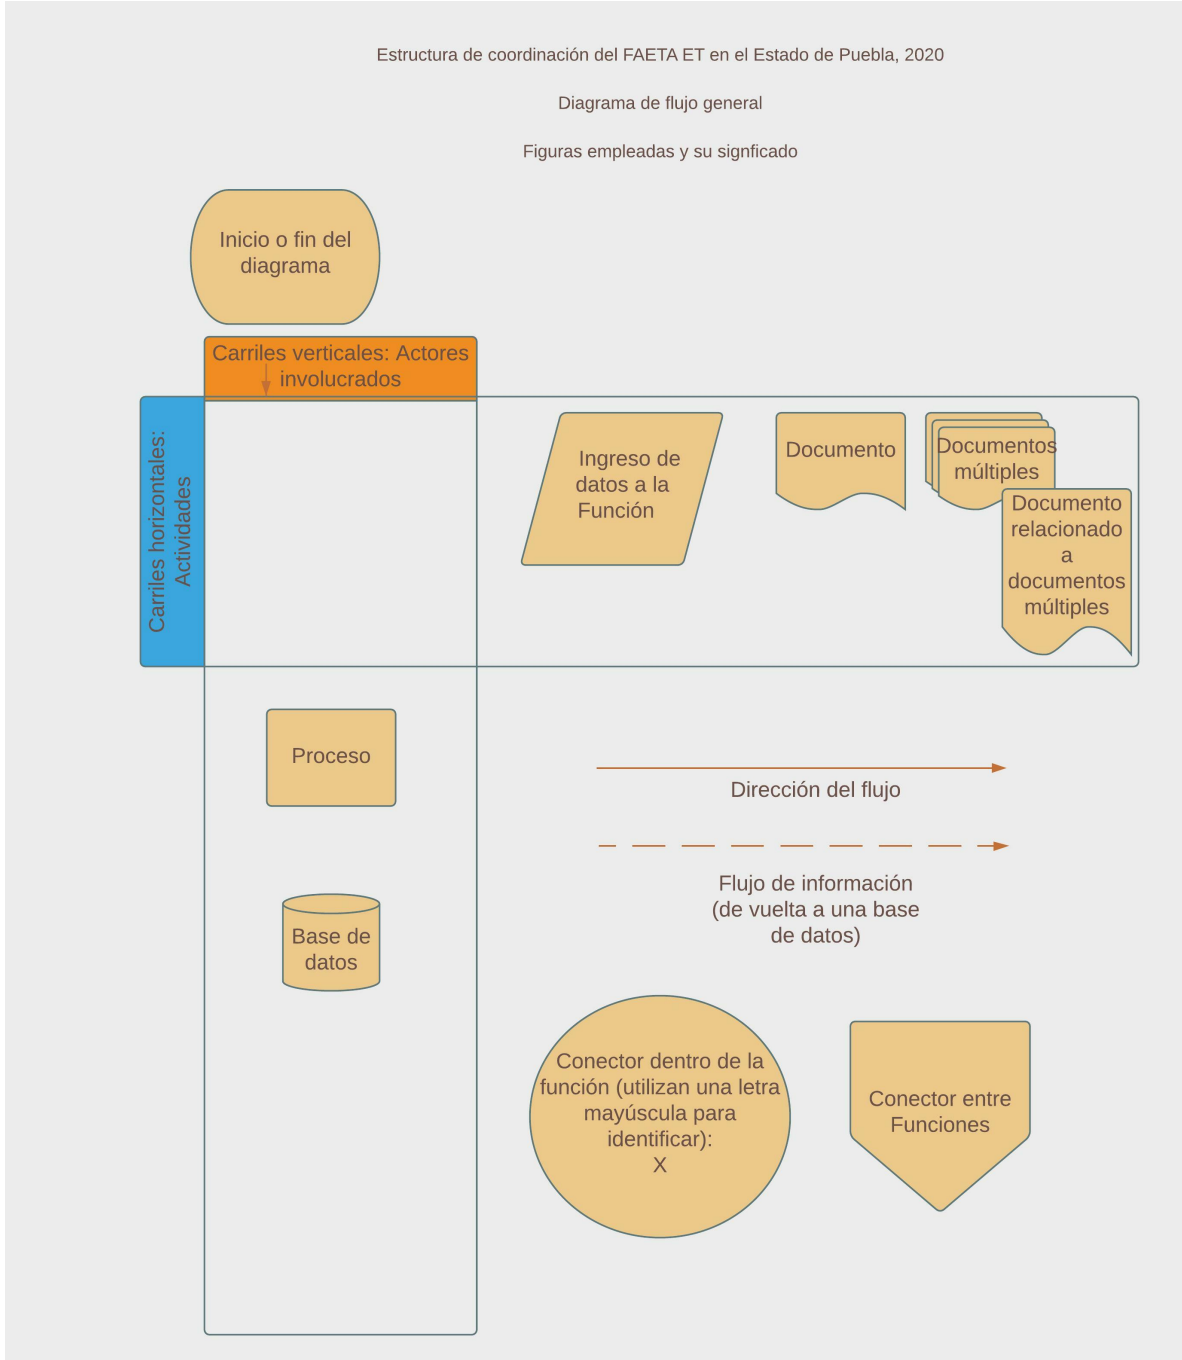 Estructura de coordinación del FAETA ET en el Estado de Puebla, 2020
Diagrama de flujo general
Figuras empleadas y su signficado
Inicio o fin del
diagrama
Carriles verticales: Actores
involucrados
Carriles horizontales:
Actividades
Ingreso de
datos a la
Función
Documento
Documentos
múltiples
Documento
relacionado
a
documentos
múltiples
Proceso
Dirección del flujo
Flujo de información
(de vuelta a una base
de datos)
Base de
datos
Conector dentro de la
función (utilizan una letra
mayúscula para
identificar):
X
Conector entre
Funciones